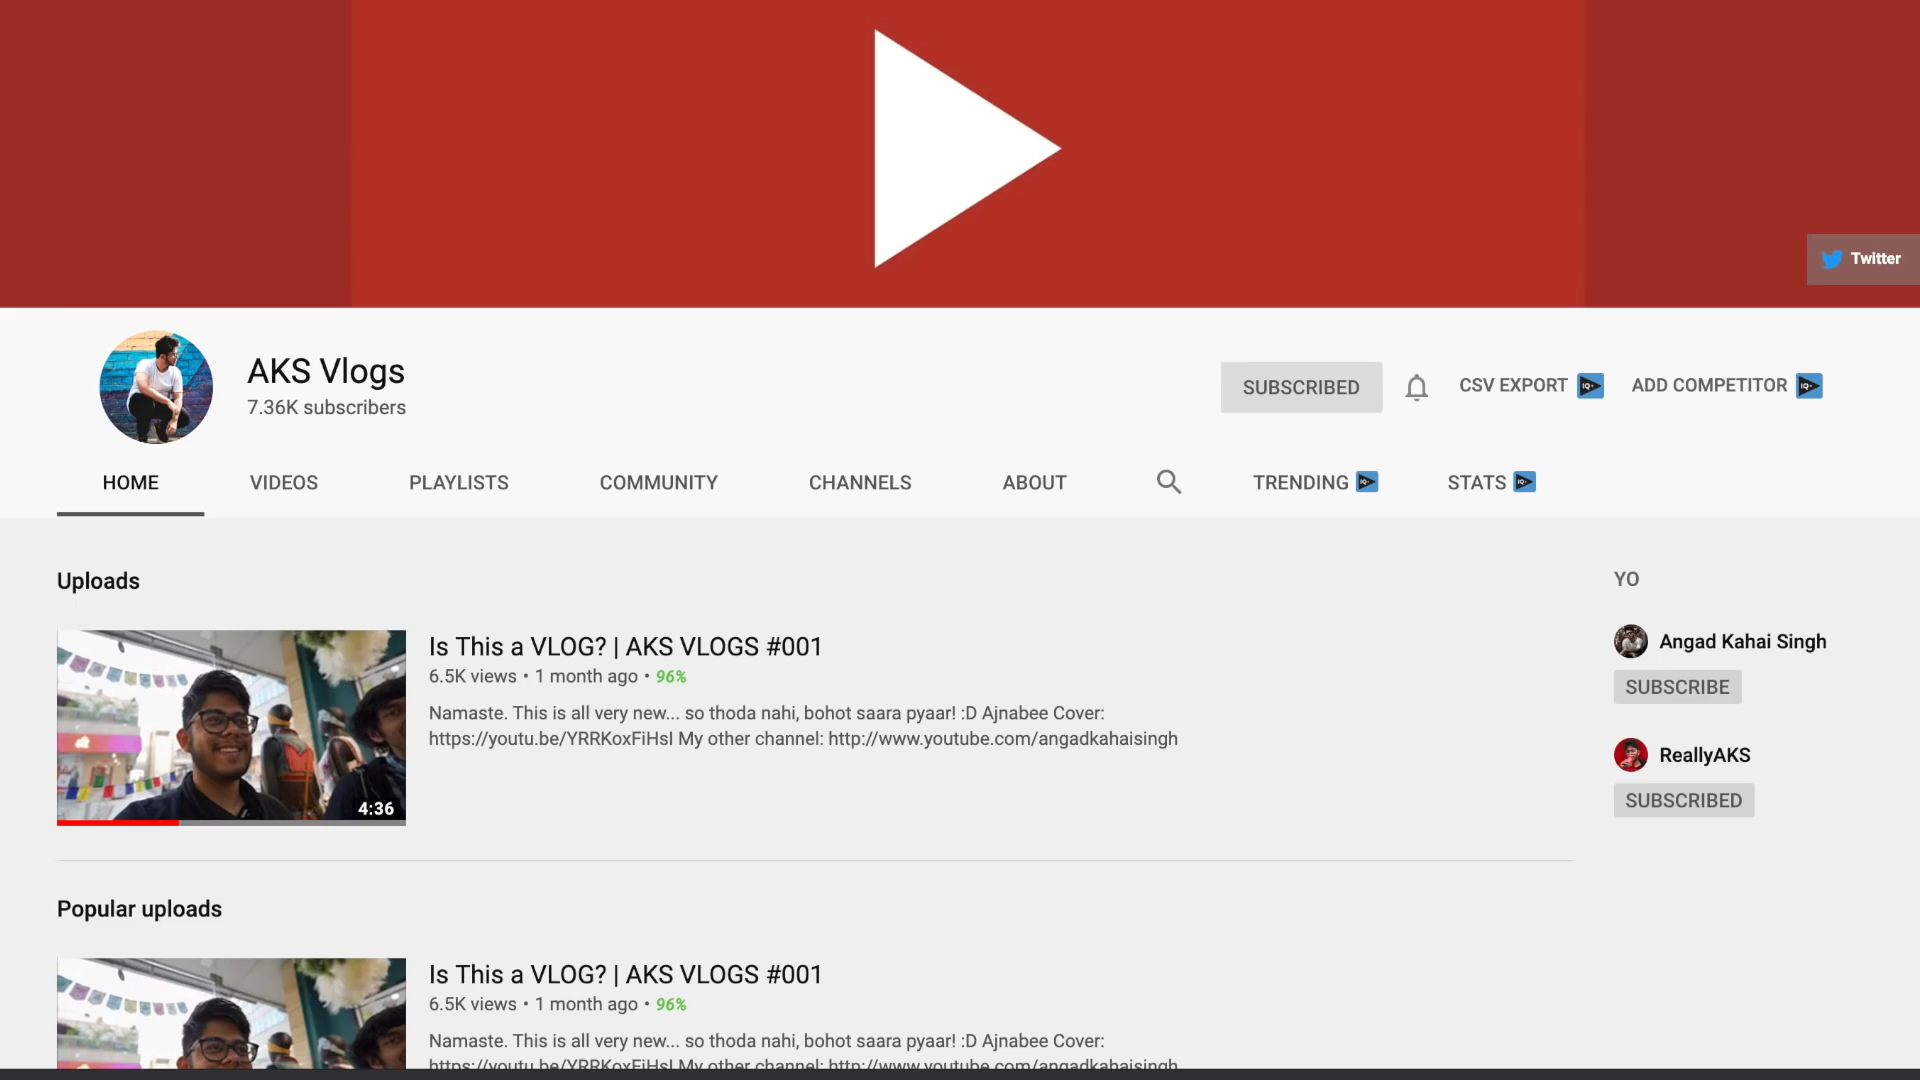 Twitter
AKS Vlogs
7.36K subscribers
SUBSCRIBED
CSV EXPORT
ADD COMPETITOR
HOME
VIDEOS
PLAYLISTS
COMMUNITY
CHANNELS
ABOUT
TRENDING
STATS
Uploads
Is This a VLOG? | AKS VLOGS #001
6.5K views • 1 month ago • 96%
Namaste. This is all very new... so thoda nahi, bohot saara pyaar! :D Ajnabee Cover:
https://youtu.be/YRRKoxFiHsI My other channel: http://www.youtube.com/angadkahaisingh
4:36
YO
Angad Kahai Singh
SUBSCRIBE
ReallyAKS
SUBSCRIBED
Popular uploads
Is This a VLOG? | AKS VLOGS #001
6.5K views • 1 month ago • 96%
Namaste. This is all very new... so thoda nahi, bohot saara pyaar! :D Ajnabee Cover:
https://youtu.be/YRRKoxFiHsI My other channel: http://www.youtube.com/angadkahaisingh